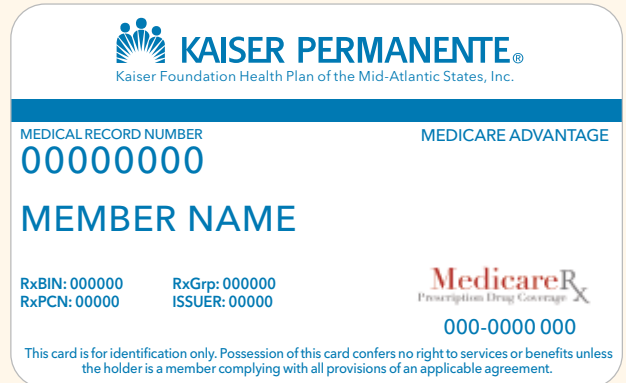 KAISER PERMANENTE®
Kaiser Foundation Health Plan of the Mid-Atlantic States, Inc.
MEDICAL RECORD NUMBER
MEDICARE ADVANTAGE
00000000
MEMBER NAME
RxBIN: 000000 RxGrp: 000000
RxPCN: 00000 ISSUER: 00000
MedicareRx
Prescription Drug Coverage
000-0000 000
This card is for identification only. Possession of this card confers no right to services or benefits unless
the holder is a member complying with all provisions of an applicable agreement.